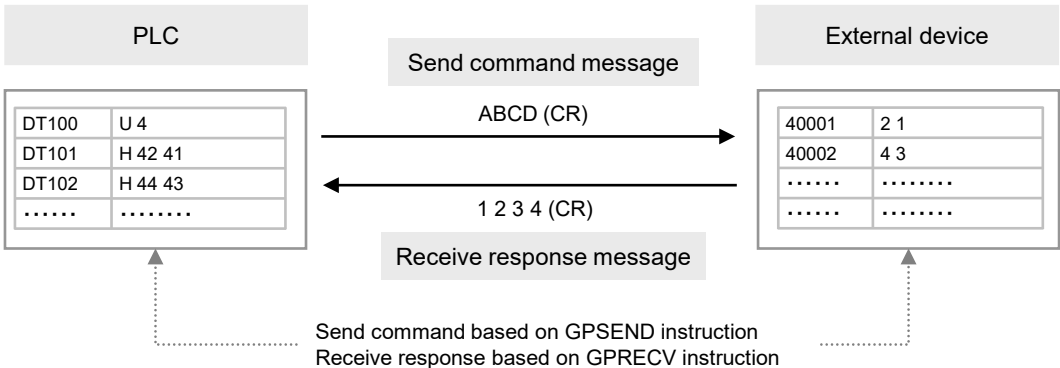 PLC
External device
Send command message
ABCD (CR)
DT100 U 4
DT101 H 42 41
DT102 H 44 43
...... ........
40001 2 1
40002 4 3
...... ........
...... ........
1 2 3 4 (CR)
Receive response message
Send command based on GPSEND instruction
Receive response based on GPRECV instruction